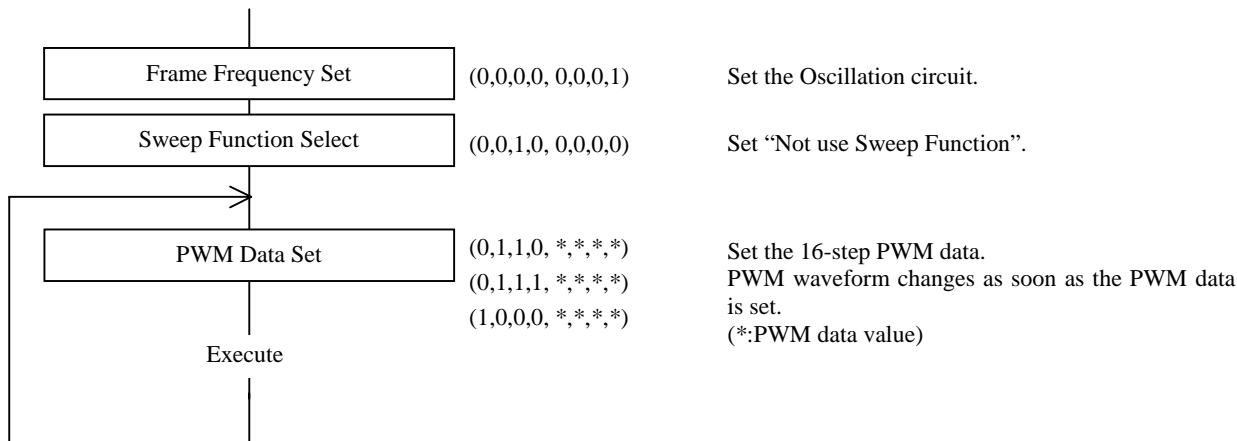 Frame Frequency Set (0,0,0,0, 0,0,0,1) Set the Oscillation circuit.
Sweep Function Select (0,0,1,0, 0,0,0,0) Set “Not use Sweep Function”.
PWM Data Set (0,1,1,0, *,*,*,*) Set the 16-step PWM data.
(0,1,1,1, *,*,*,*) PWM waveform changes as soon as the PWM data
is set.
(1,0,0,0, *,*,*,*) (*:PWM data value)
Execute